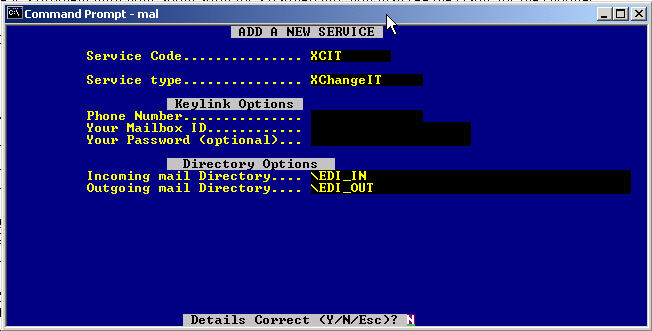 Command Prompt - mal
ADD A NEW SERVICE
Service Code............... XCIT
Service type............... XChangeIT
Keylink Options
Phone Number...............
Your Mailbox ID............
Your Password (optional)...
Directory Options
Incoming mail Directory.... \EDI_IN
Outgoing mail Directory.... \EDI_OUT
Details Correct (Y/N/Esc)? N